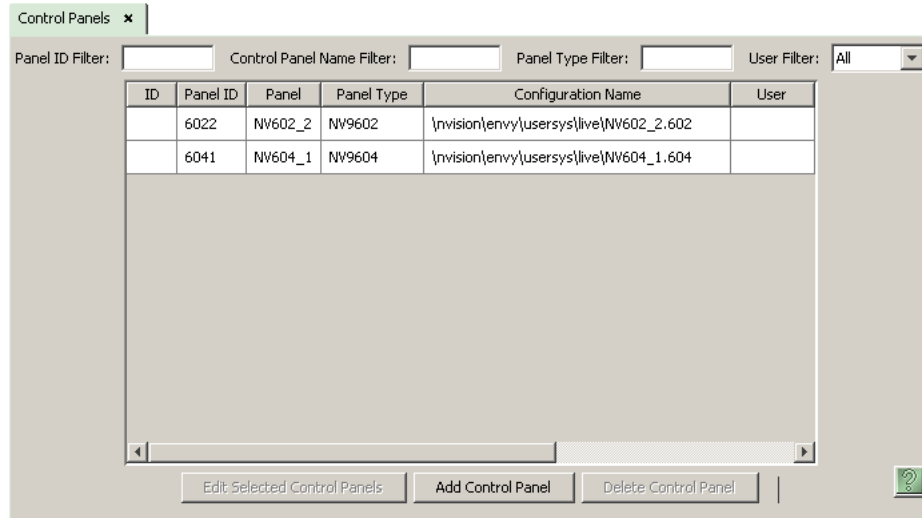 Control Panels ×
Panel ID Filter: Control Panel Name Filter: Panel Type Filter: User Filter: All
ID Panel ID Panel Panel Type Configuration Name User
6022 NV602_2 NV9602 \nvision\envy\usersys\live\NV602_2.602
6041 NV604_1 NV9604 \nvision\envy\usersys\live\NV604_1.604
Edit Selected Control Panels Add Control Panel Delete Control Panel ?